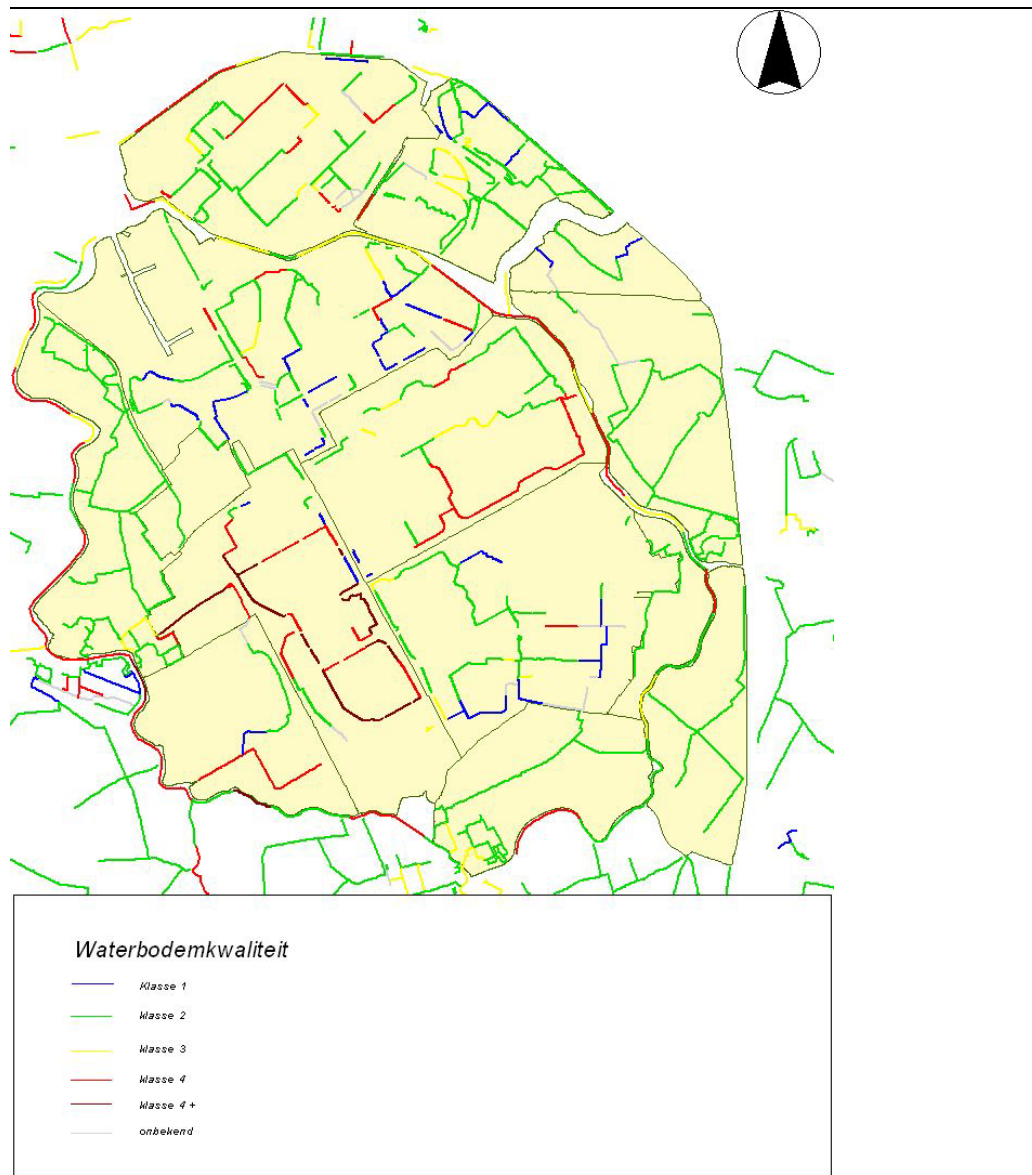 Waterbodemkwaliteit
Klasse 1
klasse 2
klasse 3
klasse 4
klasse 4 +
onbekend